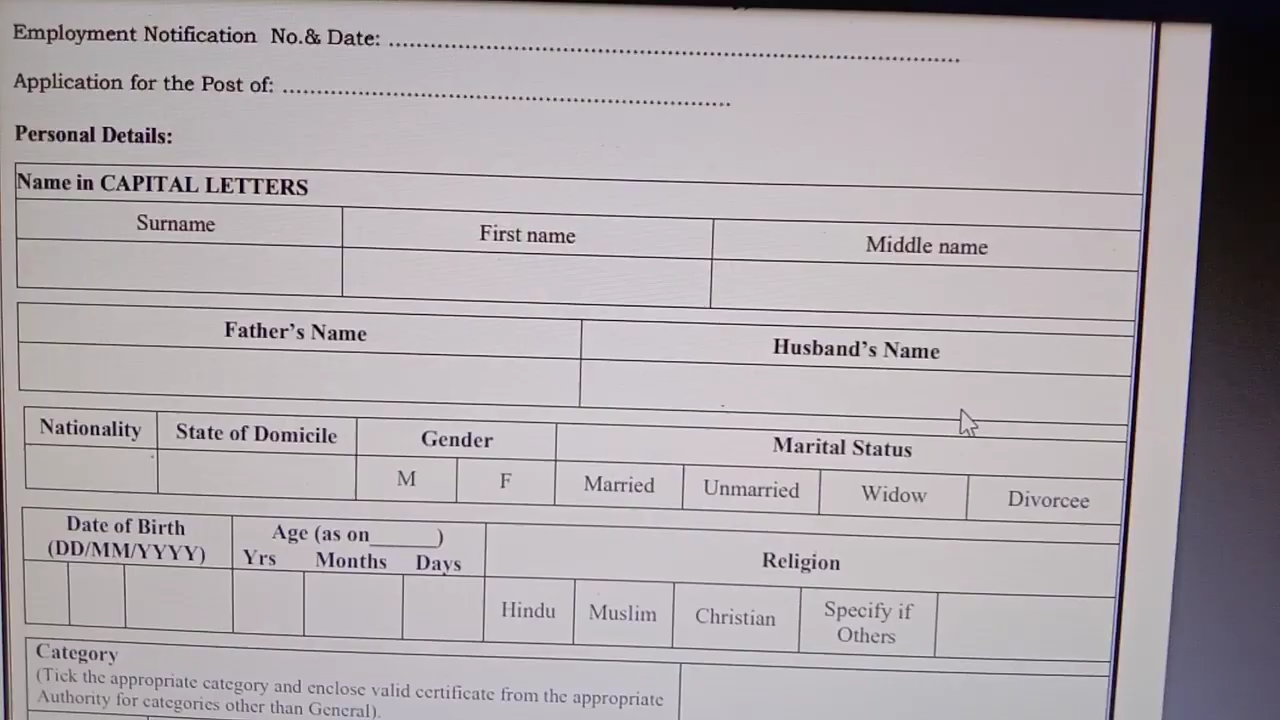 Employment Notification No.& Date: ................................................................................
Application for the Post of: ...............................................................
Personal Details:
Name in CAPITAL LETTERS
Surname First name Middle name
Father's Name Husband's Name
Nationality State of Domicile Gender Marital Status
M F Married Unmarried Widow Divorcee
Date of Birth
(DD/MM/YYYY)
Age (as on______)
Yrs Months Days
Religion
Hindu Muslim Christian Specify if
Others
Category
(Tick the appropriate category and enclose valid certificate from the appropriate
Authority for categories other than General).